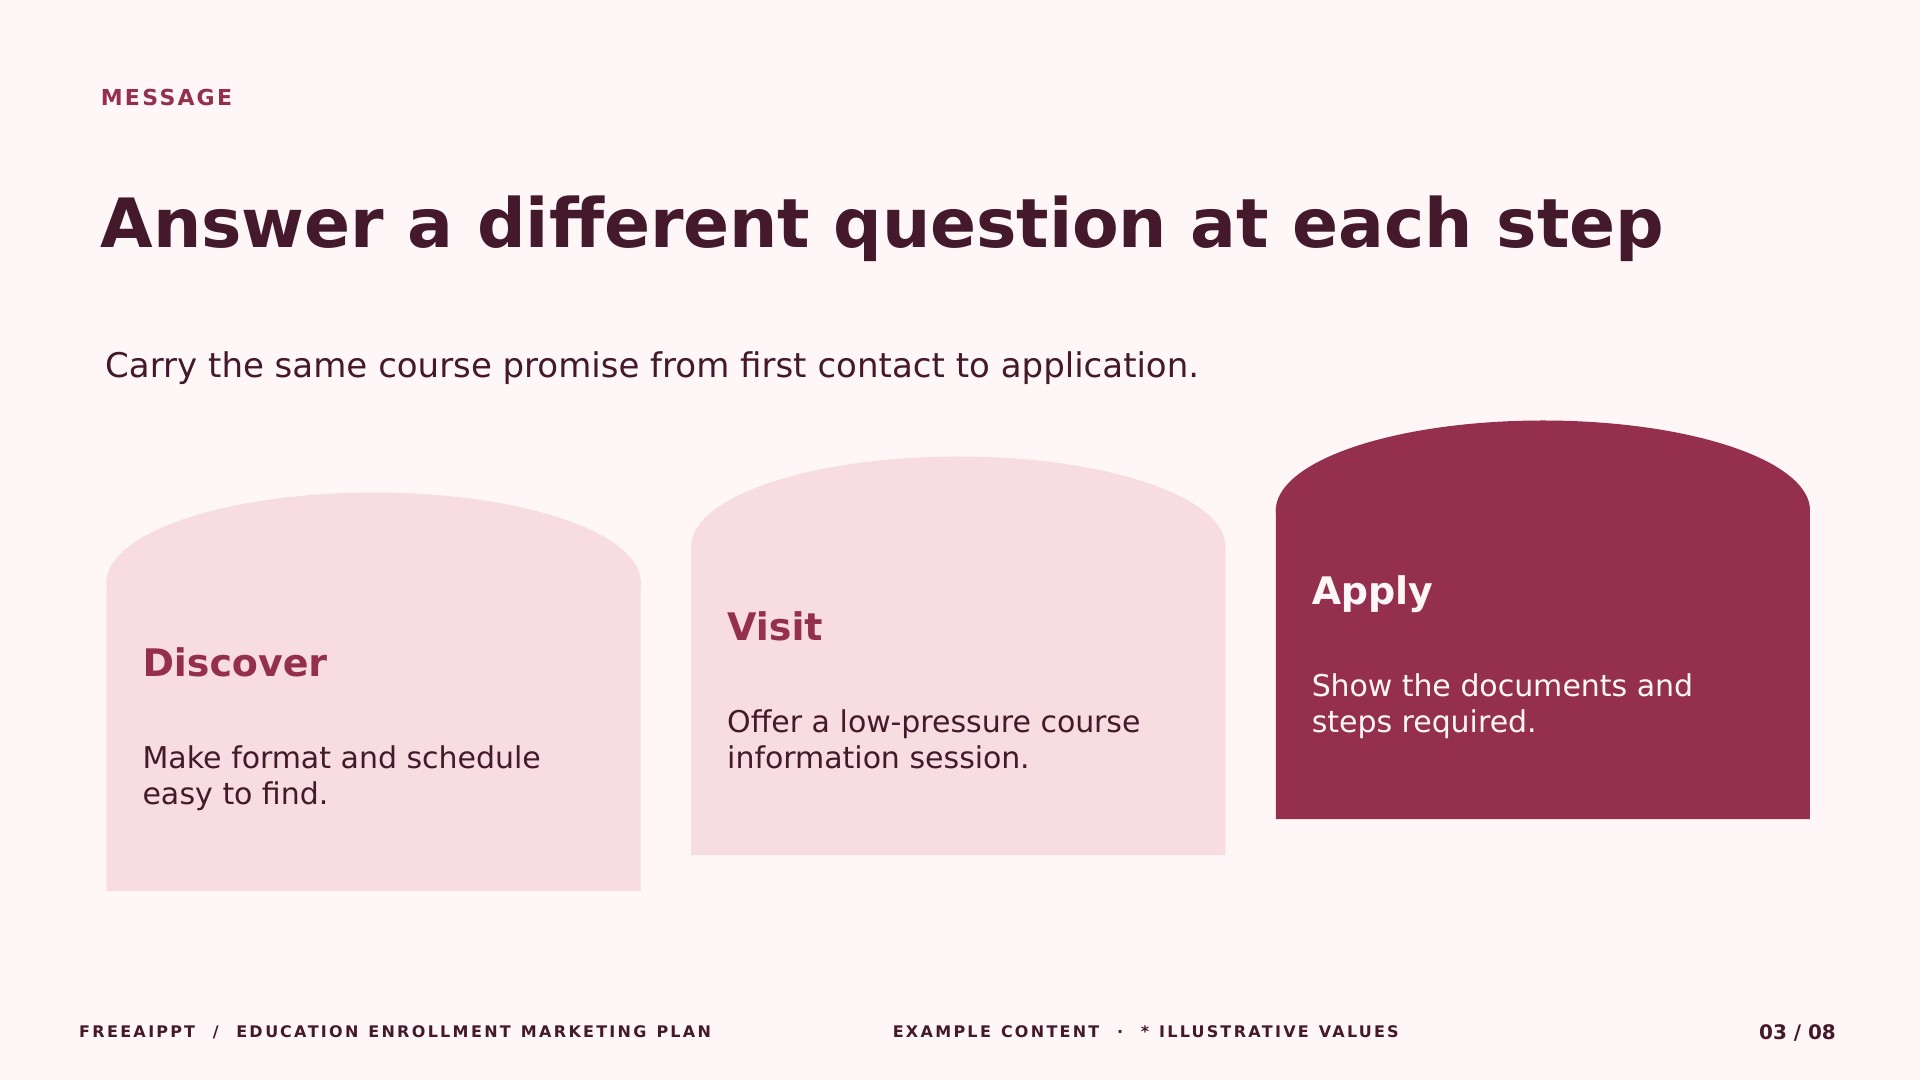 MESSAGE
Answer a different question at each step
Carry the same course promise from first contact to application.
Discover
Make format and schedule
easy to find.
Visit
Offer a low-pressure course
information session.
Apply
Show the documents and
steps required.
FREEAIPPT / EDUCATION ENROLLMENT MARKETING PLAN
EXAMPLE CONTENT · * ILLUSTRATIVE VALUES
03 / 08